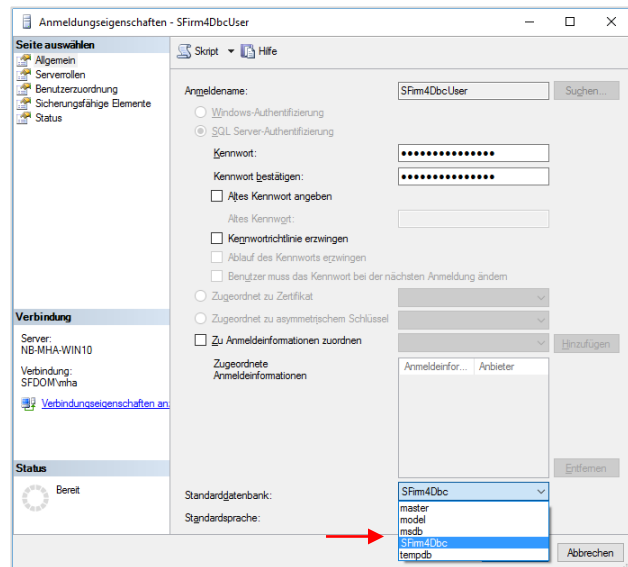 Anmeldungseigenschaften - SFirm4DbcUser
Seite auswählen
Allgemein
Serverrollen
Benutzerzuordnung
Sicherungsfähige Elemente
Status
Skript
Hilfe
Anmeldename:
SFirm4DbcUser
Suchen...
Windows-Authentifizierung
SQL Server-Authentifizierung
Kennwort:
●●●●●●●●●●●●●●●
Kennwort bestätigen:
●●●●●●●●●●●●●●●
Altes Kennwort angeben
Altes Kennwort:
Kennwortrichtlinie erzwingen
Ablauf des Kennworts erzwingen
Benutzer muss das Kennwort bei der nächsten Anmeldung ändern
Zugeordnet zu Zertifikat
Zugeordnet zu asymmetrischem Schlüssel
Zu Anmeldeinformationen zuordnen
Hinzufügen
Zugeordnete
Anmeldeinformationen
Anmeldeinfor...
Anbieter
Entfernen
Verbindung
Server:
NB-MHA-WIN10
Verbindung:
SFDOM\mha
Verbindungseigenschaften an
Status
Bereit
Standarddatenbank:
SFirm4Dbc
Standardsprache:
master
model
msdb
SFirm4Dbc
tempdb
Abbrechen